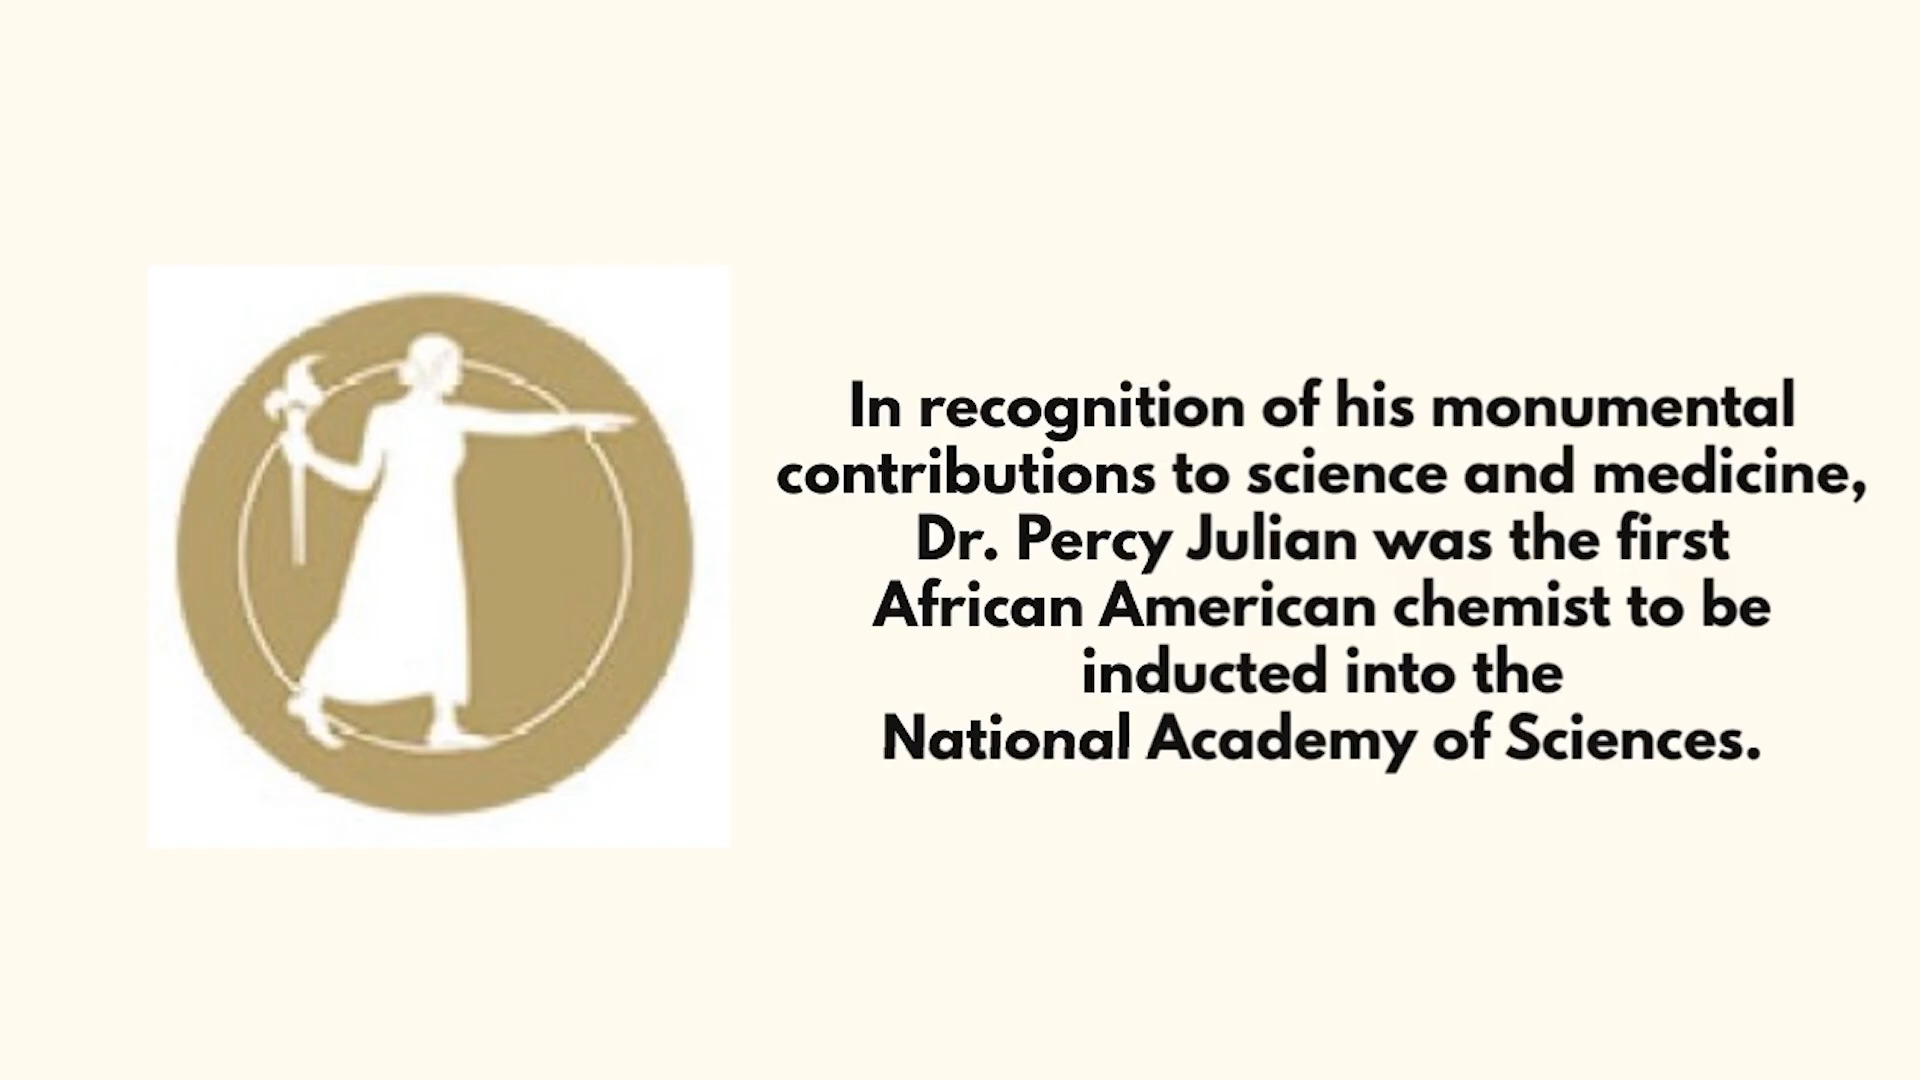 In recognition of his monumental
contributions to science and medicine,
Dr. Percy Julian was the first
African American chemist to be
inducted into the
National Academy of Sciences.